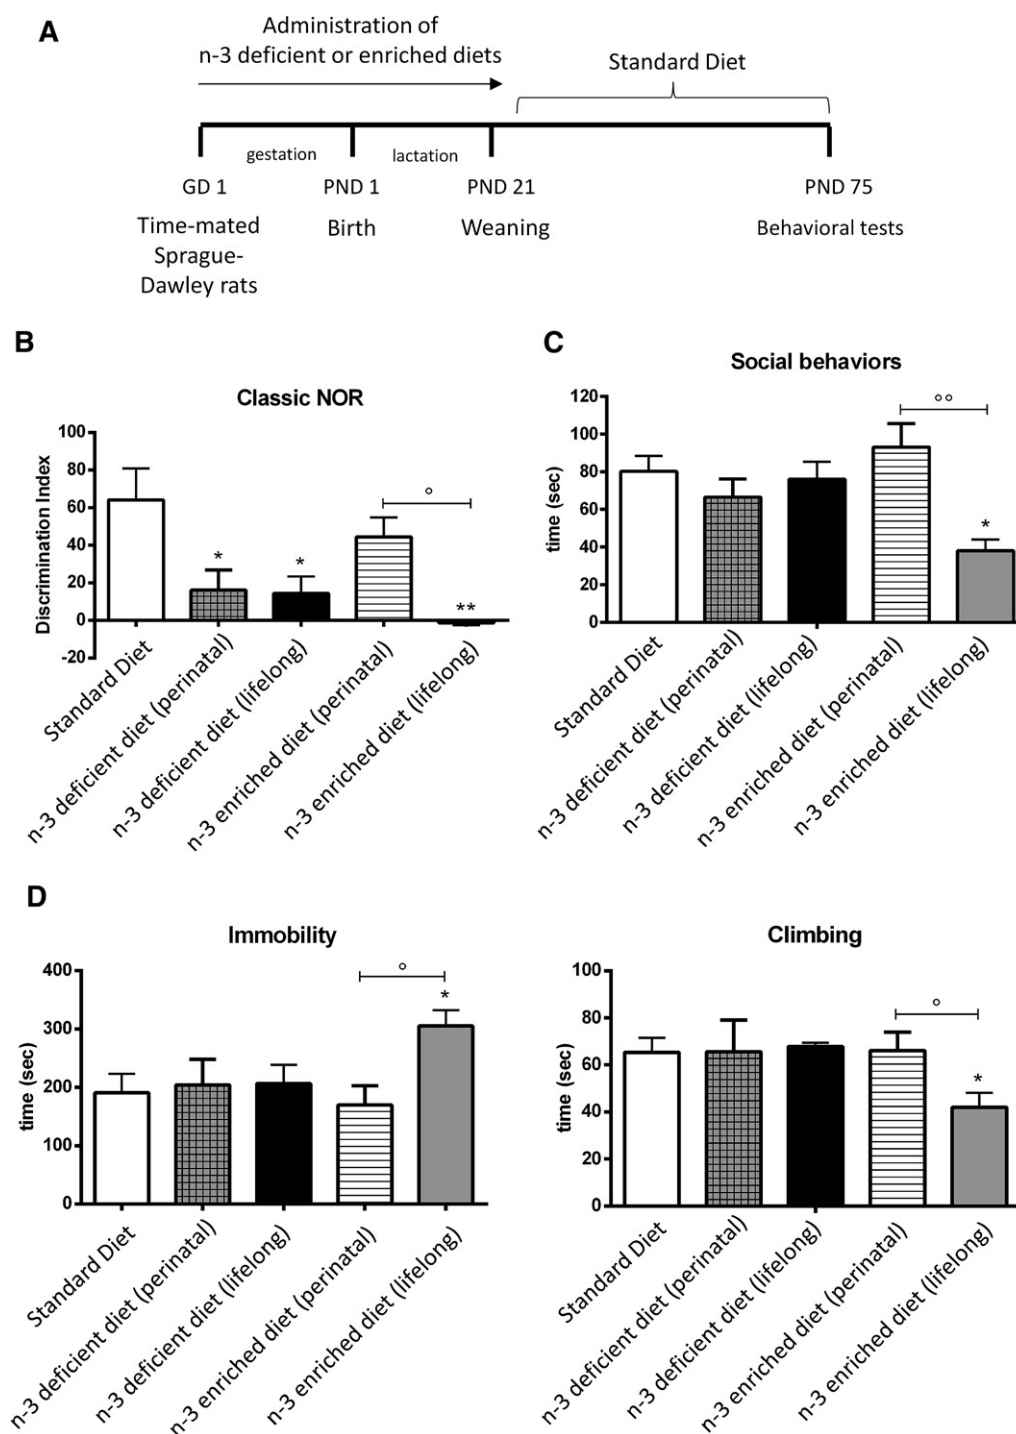 A
Administration of
n-3 deficient or enriched diets
Standard Diet
gestation
lactation
GD 1
PND 1
PND 21
PND 75
Time-mated
Sprague-
Dawley rats
Birth
Weaning
Behavioral tests
B
Classic NOR
Discrimination Index
100
80
60
40
20
0
-20
*
*
°
**
Standard Diet
n-3 deficient diet (perinatal)
n-3 deficient diet (lifelong)
n-3 enriched diet (perinatal)
n-3 enriched diet (lifelong)
C
Social behaviors
time (sec)
120
100
80
60
40
20
0
°°
*
Standard Diet
n-3 deficient diet (perinatal)
n-3 deficient diet (lifelong)
n-3 enriched diet (perinatal)
n-3 enriched diet (lifelong)
D
Immobility
time (sec)
400
300
200
100
0
°
*
Standard Diet
n-3 deficient diet (perinatal)
n-3 deficient diet (lifelong)
n-3 enriched diet (perinatal)
n-3 enriched diet (lifelong)
Climbing
time (sec)
100
80
60
40
20
0
°
*
Standard Diet
n-3 deficient diet (perinatal)
n-3 deficient diet (lifelong)
n-3 enriched diet (perinatal)
n-3 enriched diet (lifelong)